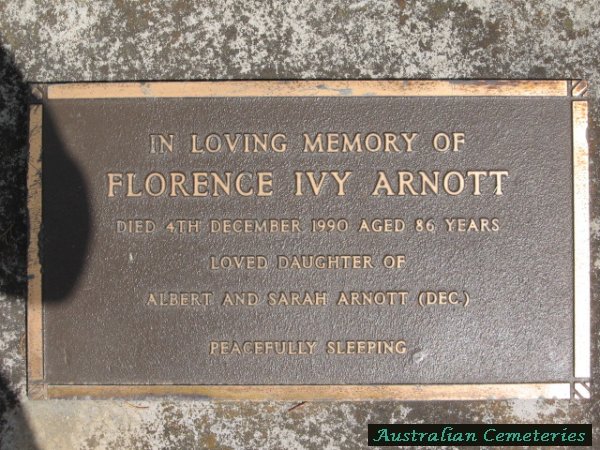 IN LOVING MEMORY OF
FLORENCE IVY ARNOTT
DIED 4TH DECEMBER 1990 AGED 86 YEARS
LOVED DAUGHTER OF
ALBERT AND SARAH ARNOTT (DEC.)
PEACEFULLY SLEEPING
Australian Cemeteries